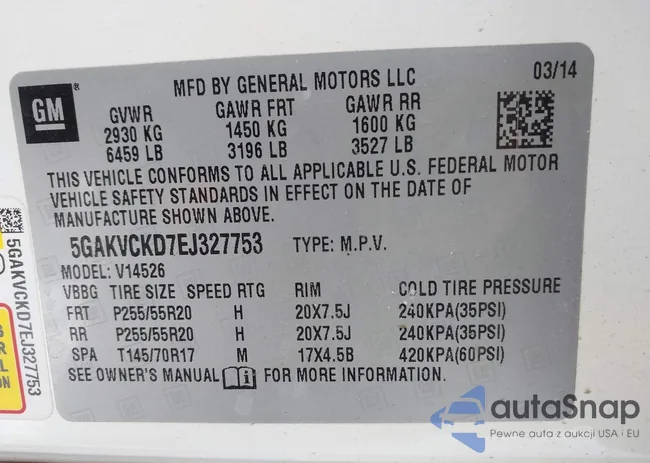 MFD BY GENERAL MOTORS LLC 03/14
GM
GVWR GAWR FRT GAWR RR
2930 KG 1450 KG 1600 KG
6459 LB 3196 LB 3527 LB
THIS VEHICLE CONFORMS TO ALL APPLICABLE U.S. FEDERAL MOTOR
VEHICLE SAFETY STANDARDS IN EFFECT ON THE DATE OF
MANUFACTURE SHOWN ABOVE.
5GAKVCKD7EJ327753 TYPE: M.P.V.
MODEL: V14526
VBBG TIRE SIZE SPEED RTG RIM COLD TIRE PRESSURE
FRT P255/55R20 H 20X7.5J 240KPA(35PSI)
RR P255/55R20 H 20X7.5J 240KPA(35PSI)
SPA T145/70R17 M 17X4.5B 420KPA(60PSI)
SEE OWNER'S MANUAL FOR MORE INFORMATION.
5GAKVCKD7EJ327753
autaSnap
Pewne auta z aukcji USA i EU